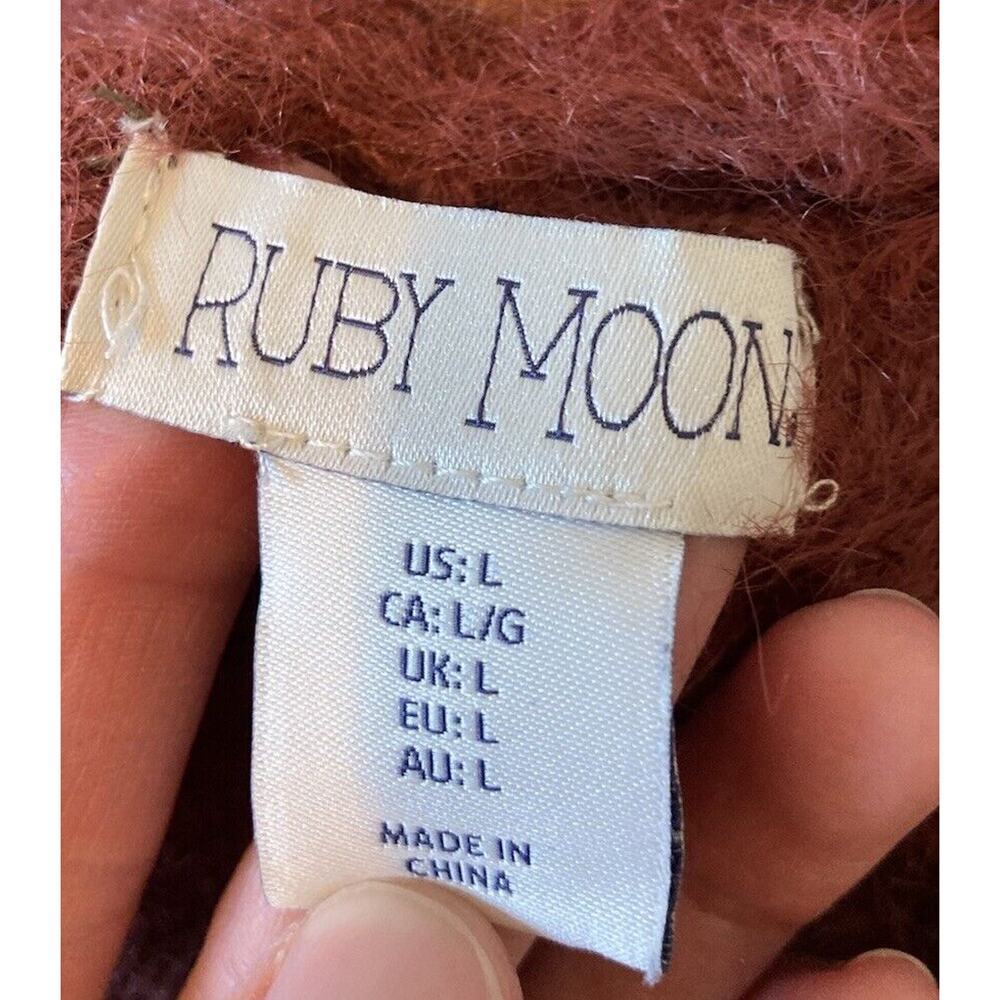 RUBY MOON.
US: L
CA: L/G
UK: L
EU: L
AU: L
MADE IN
CHINA